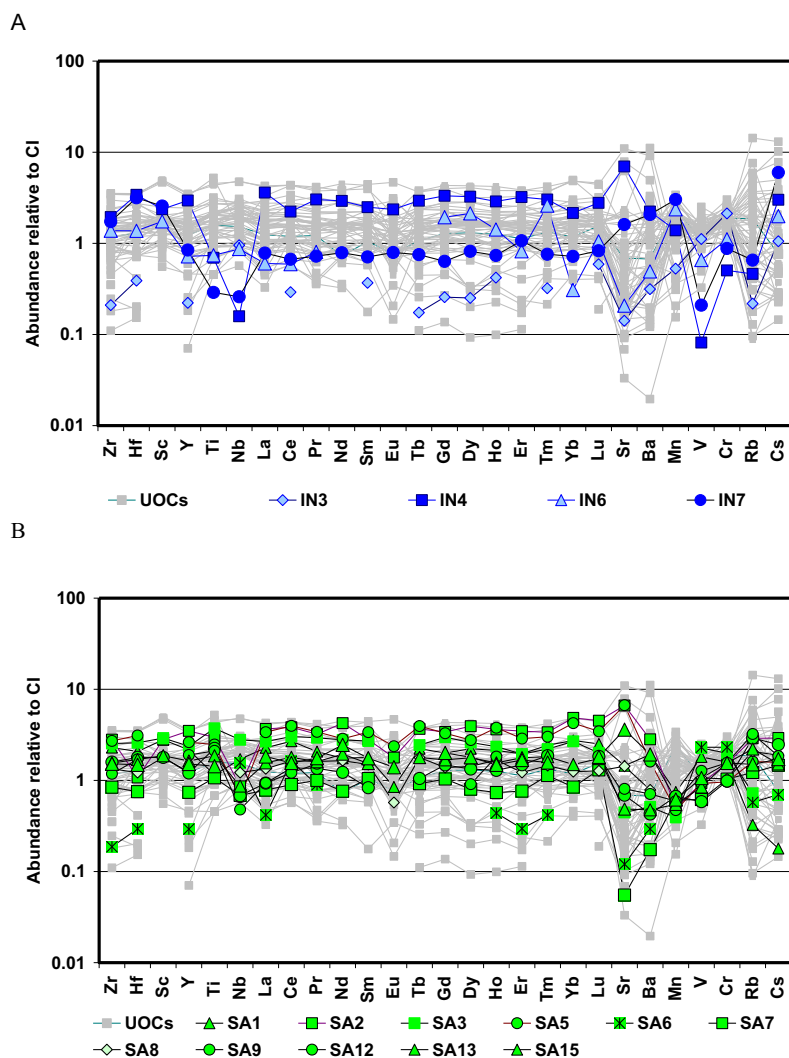 A
Abundance relative to CI
100
10
1
0.1
0.01
Zr Hf Sc Y Ti Nb La Ce Pr Nd Sm Eu Tb Gd Dy Ho Er Tm Yb Lu Sr Ba Mn V Cr Rb Cs
UOCs IN3 IN4 IN6 IN7
B
Abundance relative to CI
100
10
1
0.1
0.01
Zr Hf Sc Y Ti Nb La Ce Pr Nd Sm Eu Tb Gd Dy Ho Er Tm Yb Lu Sr Ba Mn V Cr Rb Cs
UOCs SA1 SA2 SA3 SA5 SA6 SA7
SA8 SA9 SA12 SA13 SA15